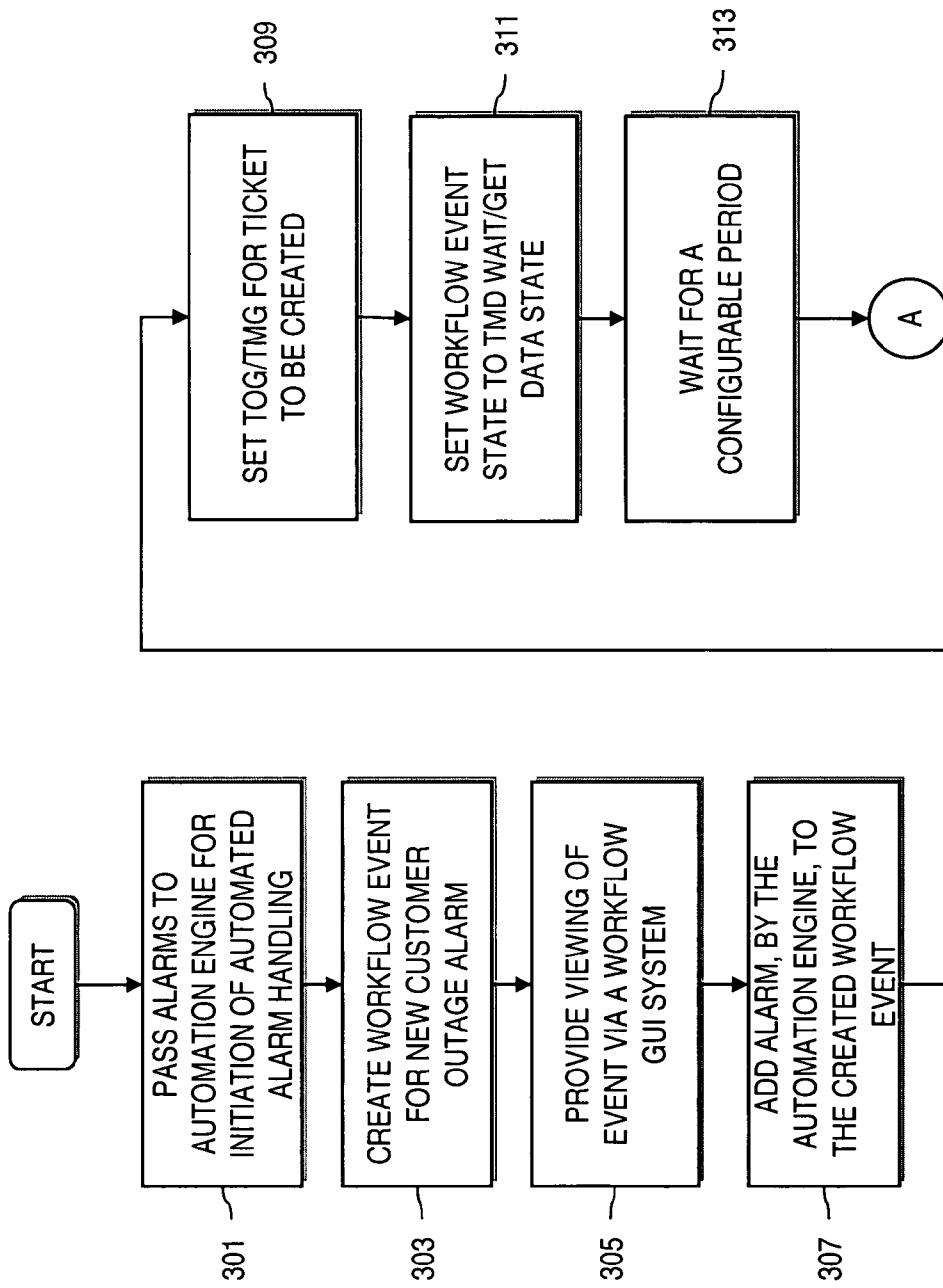 START
PASS ALARMS TO
AUTOMATION ENGINE FOR
INITIATION OF AUTOMATED
ALARM HANDLING
301
CREATE WORKFLOW EVENT
FOR NEW CUSTOMER
OUTAGE ALARM
303
PROVIDE VIEWING OF
EVENT VIA A WORKFLOW
GUI SYSTEM
305
ADD ALARM, BY THE
AUTOMATION ENGINE, TO
THE CREATED WORKFLOW
EVENT
307
SET TOG/TMG FOR TICKET
TO BE CREATED
309
SET WORKFLOW EVENT
STATE TO TMD WAIT/GET
DATA STATE
311
WAIT FOR A
CONFIGURABLE PERIOD
313
A